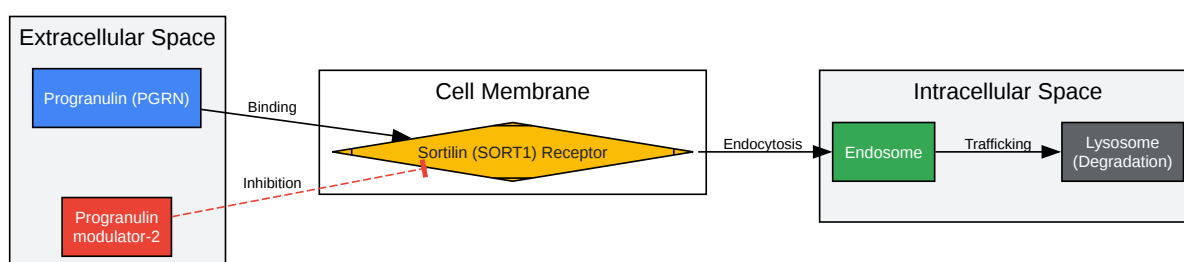 Extracellular Space
Progranulin (PGRN)
Binding
Cell Membrane
Sortilin (SORT1) Receptor
Inhibition
Progranulin
modulator-2
Endocytosis
Intracellular Space
Endosome
Trafficking
Lysosome
(Degradation)